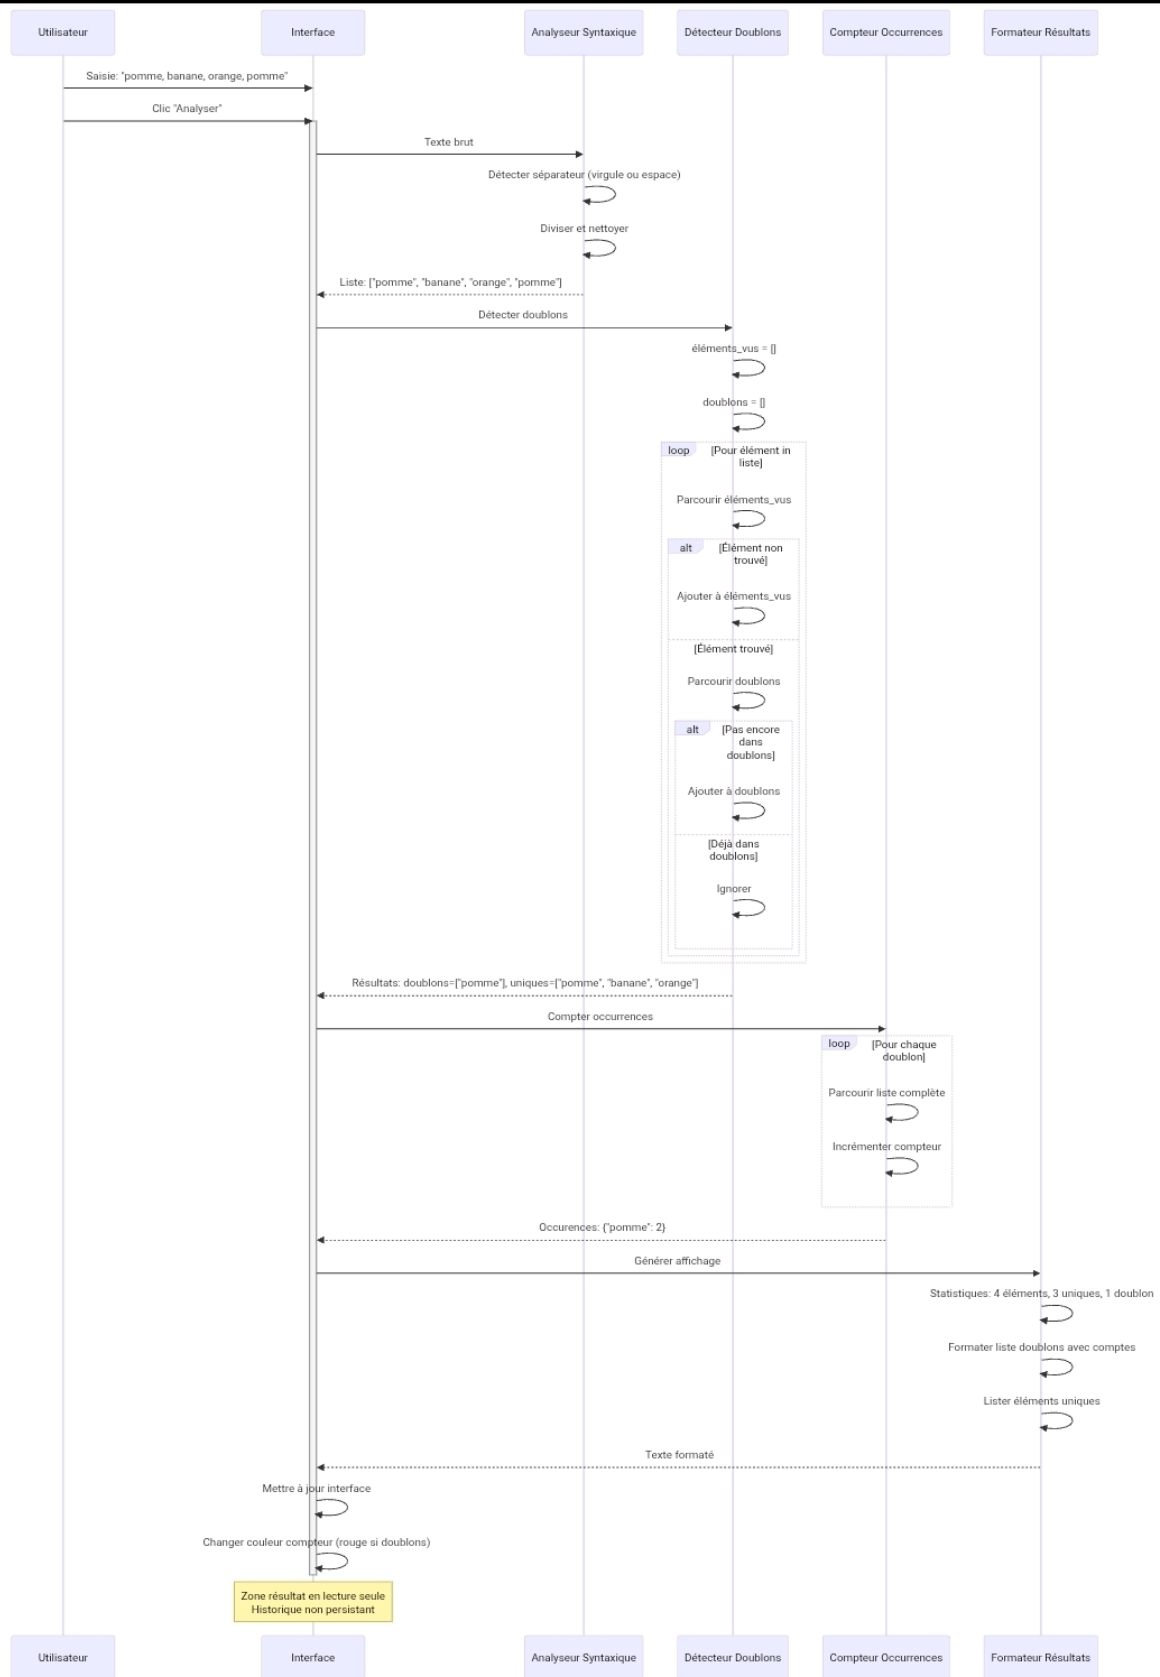 Utilisateur
Interface
Analyseur Syntaxique
Détecteur Doublons
Compteur Occurrences
Formateur Résultats
Saisie: "pomme, banane, orange, pomme"
Clic "Analyser"
Texte brut
Détecter séparateur (virgule ou espace)
Diviser et nettoyer
Liste: ["pomme", "banane", "orange", "pomme"]
Détecter doublons
éléments_vus = []
doublons = []
loop
[Pour élément in
liste]
Parcourir éléments_vus
alt
[Élément non
trouvé]
Ajouter à éléments_vus
[Élément trouvé]
Parcourir doublons
alt
[Pas encore
dans
doublons]
Ajouter à doublons
[Déjà dans
doublons]
Ignorer
Résultats: doublons=["pomme"], uniques=["pomme", "banane", "orange"]
Compter occurrences
loop
[Pour chaque
doublon]
Parcourir liste complète
Incrémenter compteur
Occurences: {"pomme": 2}
Générer affichage
Statistiques: 4 éléments, 3 uniques, 1 doublon
Formater liste doublons avec comptes
Lister éléments uniques
Texte formaté
Mettre à jour interface
Changer couleur compteur (rouge si doublons)
Zone résultat en lecture seule
Historique non persistant
Utilisateur
Interface
Analyseur Syntaxique
Détecteur Doublons
Compteur Occurrences
Formateur Résultats